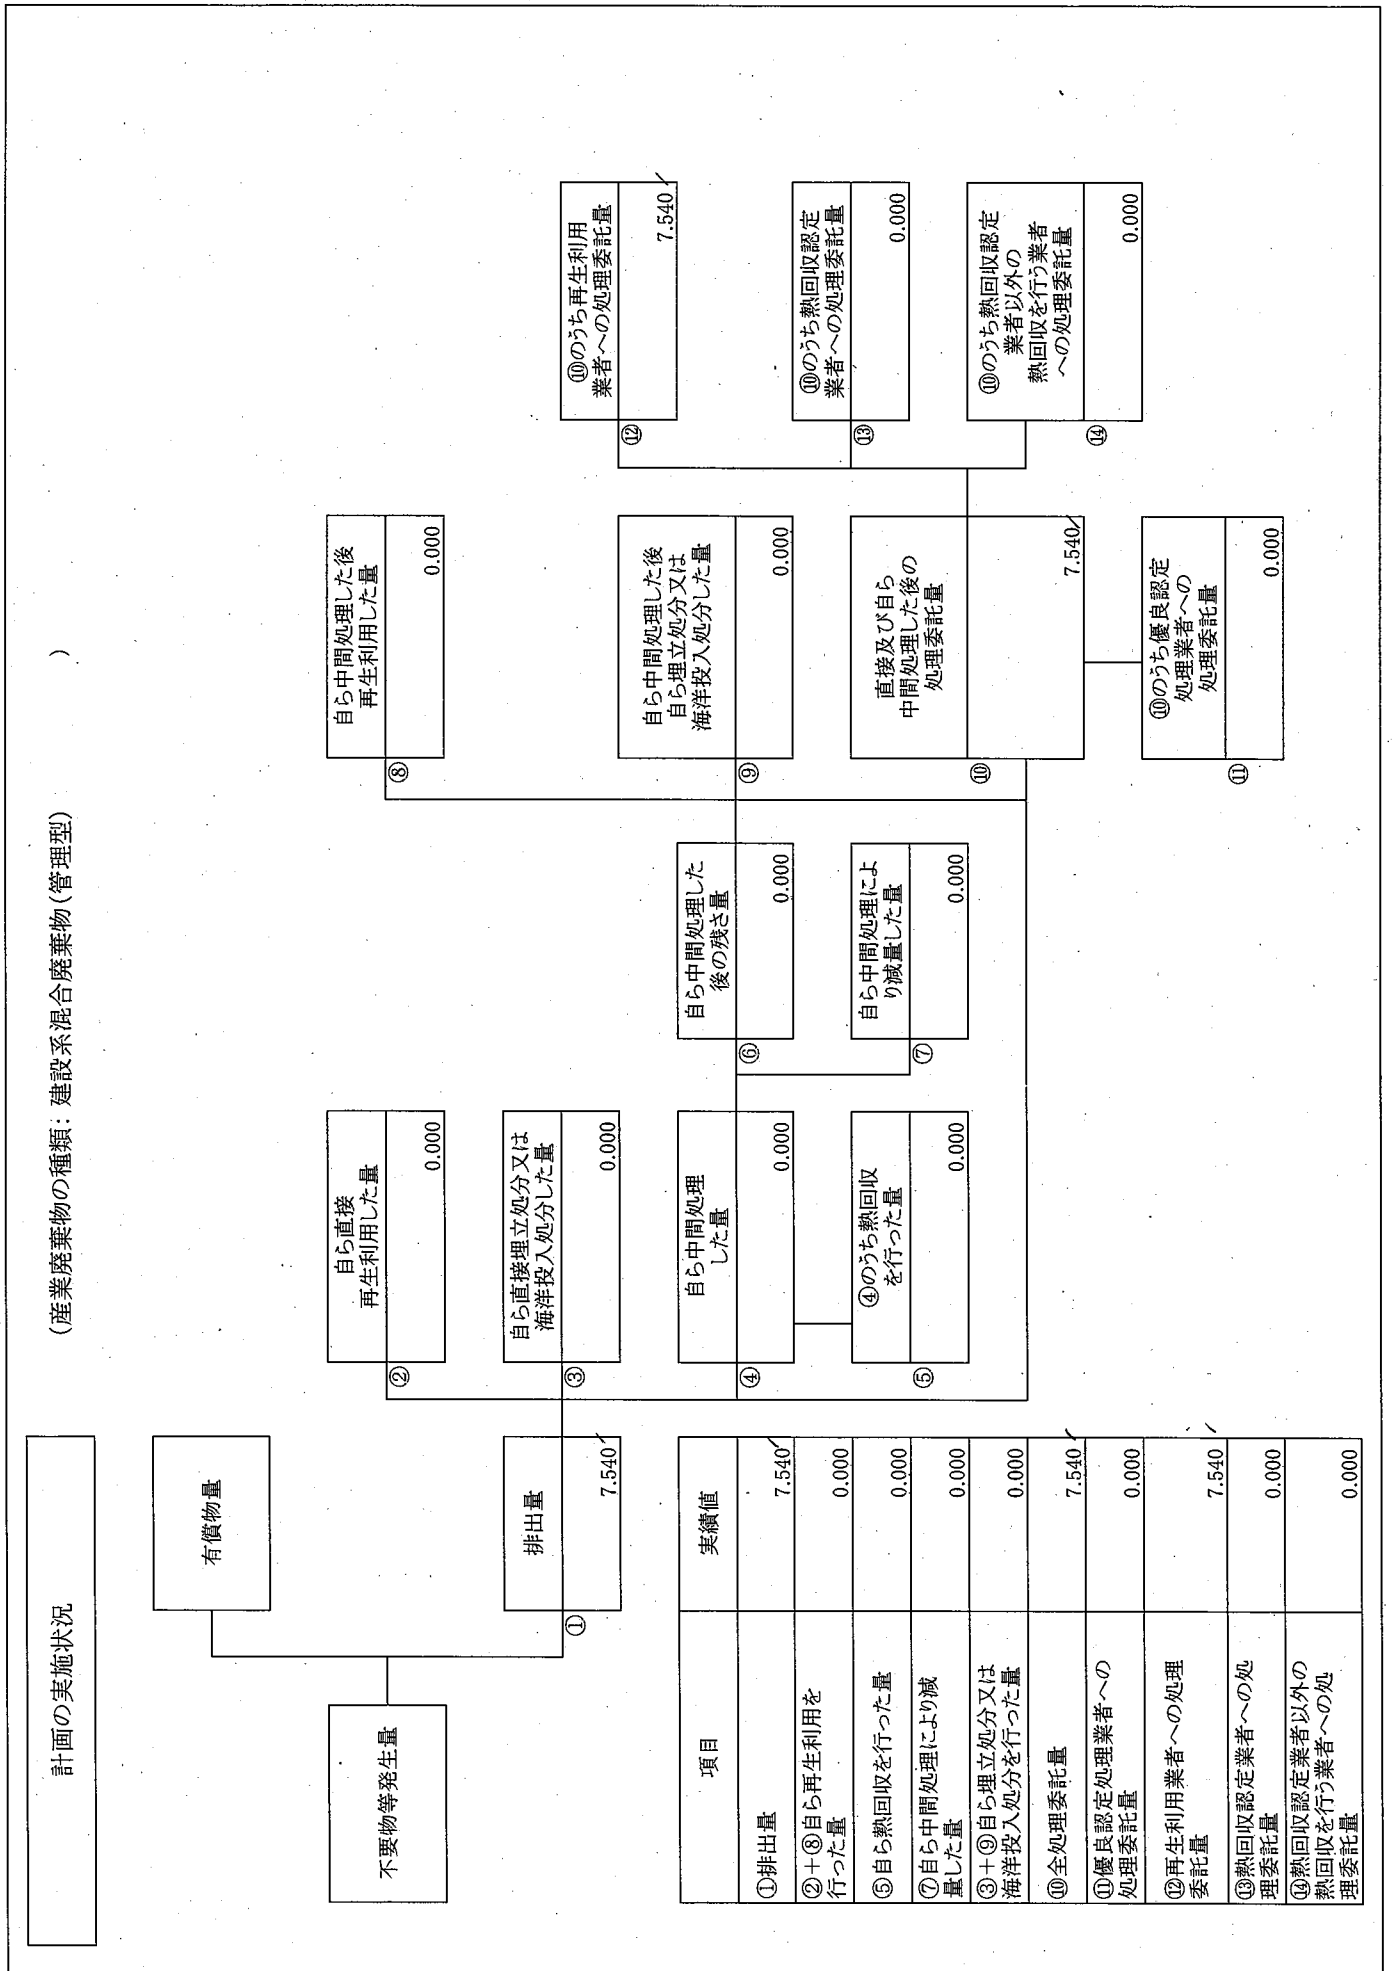 計画の実施状況
(産業廃棄物の種類: 建設系混合廃棄物(管理型) )
不要物等発生量
有償物量
①
排出量
7.540
②
自ら直接
再生利用した量
0.000
③
自ら直接埋立処分又は
海洋投入処分した量
0.000
④
自ら中間処理
した量
0.000
⑤
④のうち熱回収
を行った量
0.000
⑥
自ら中間処理した
後の残さ量
0.000
⑦
自ら中間処理によ
り減量した量
0.000
⑧
自ら中間処理した後
再生利用した量
0.000
⑨
自ら中間処理した後
自ら埋立処分又は
海洋投入処分した量
0.000
⑩
直接及び自ら
中間処理した後の
処理委託量
7.540
⑪
⑩のうち優良認定
処理業者への
処理委託量
0.000
⑫
⑩のうち再生利用
業者への処理委託量
7.540
⑬
⑩のうち熱回収認定
業者への処理委託量
0.000
⑭
⑩のうち熱回収認定
業者以外の
熱回収を行う業者
への処理委託量
0.000
項目 実績値
①排出量 7.540
②+⑧自ら再生利用を
行った量 0.000
⑤自ら熱回収を行った量 0.000
⑦自ら中間処理により減
量した量 0.000
③+⑨自ら埋立処分又は
海洋投入処分を行った量 0.000
⑩全処理委託量 7.540
⑪優良認定処理業者への
処理委託量 0.000
⑫再生利用業者への処理
委託量 7.540
⑬熱回収認定業者への処
理委託量 0.000
⑭熱回収認定業者以外の
熱回収を行う業者への処
理委託量 0.000